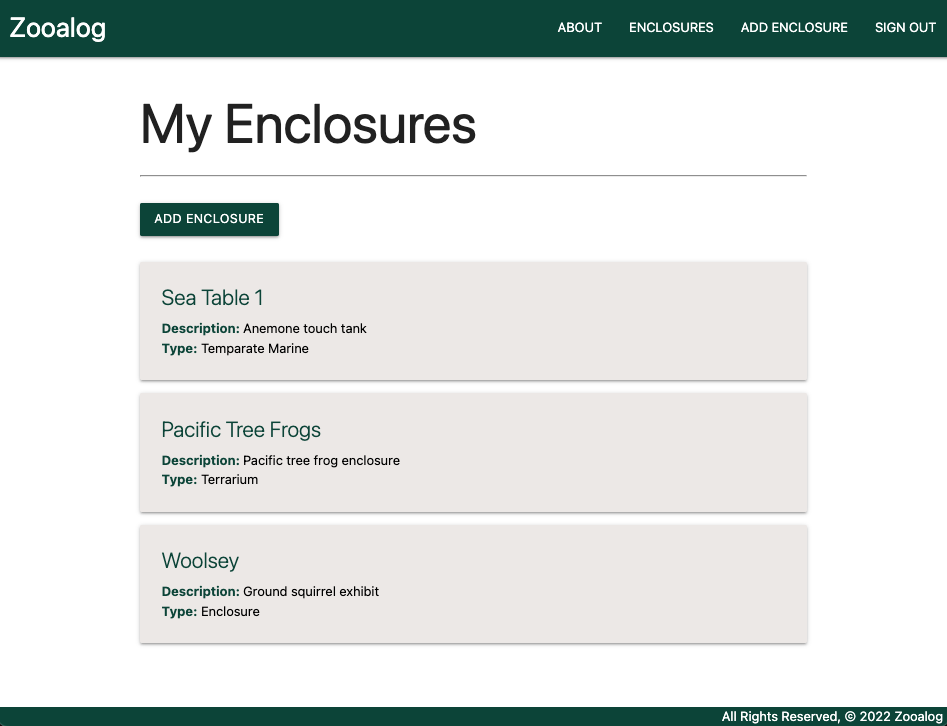 Zooalog
ABOUT ENCLOSURES ADD ENCLOSURE SIGN OUT
My Enclosures
ADD ENCLOSURE
Sea Table 1
Description: Anemone touch tank
Type: Temparate Marine
Pacific Tree Frogs
Description: Pacific tree frog enclosure
Type: Terrarium
Woolsey
Description: Ground squirrel exhibit
Type: Enclosure
All Rights Reserved, © 2022 Zooalog